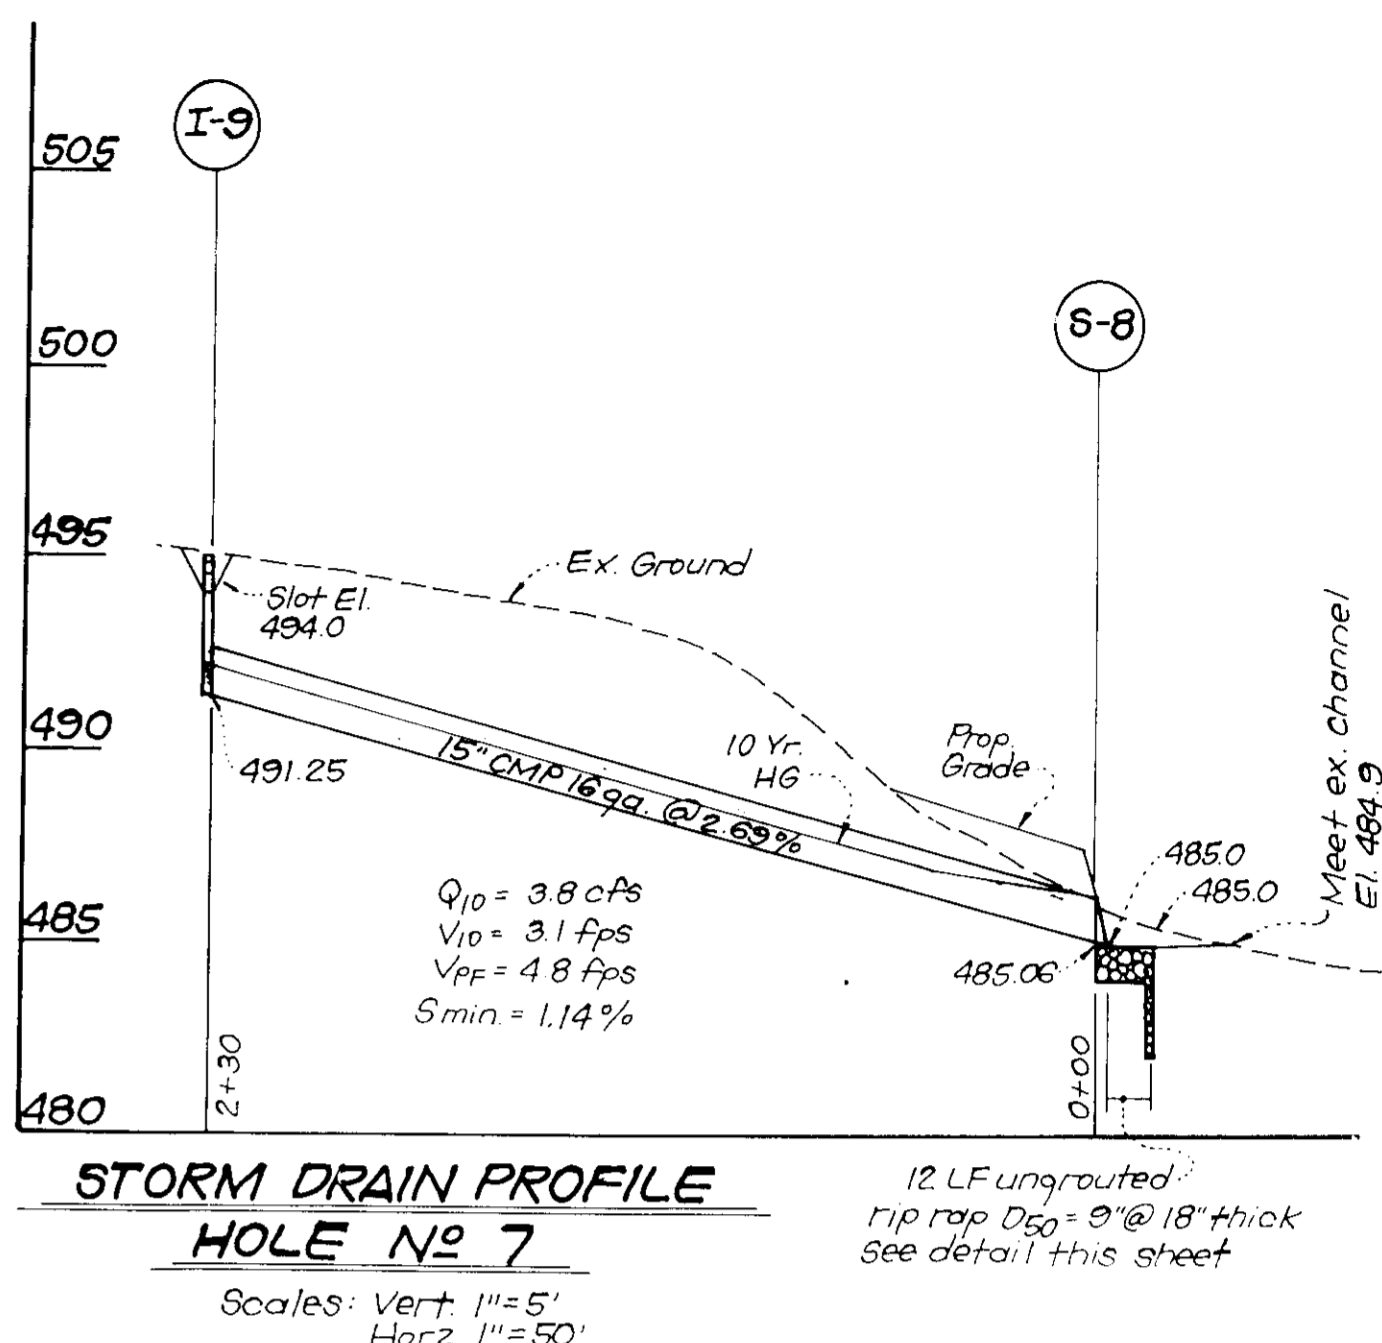 I-9
505
500
S-8
495
Ex. Ground
Slot El.
494.0
490
491.25
10 Yr.
HG
Prop.
Grade
15" CMP 16 ga. @ 2.69%
Meet ex. channel
El. 484.9
485.0
485.0
485
485.06
Q10 = 3.8 cfs
V10 = 3.1 fps
VPF = 4.8 fps
Smin. = 1.14%
2+30
0+00
480
STORM DRAIN PROFILE
HOLE Nº 7
Scales: Vert. 1"=5'
Horz. 1"=50'
12 LF ungrouted
rip rap D50 = 9" @ 18" thick
see detail this sheet